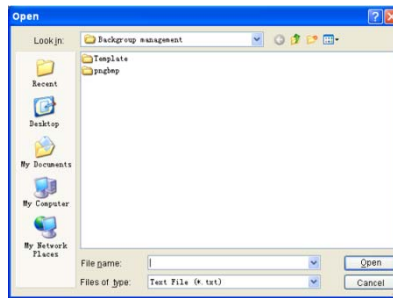 Open
Look in:
Backgroup management
Template
pngbmp
Recent
Desktop
My Documents
My Computer
My Network
Places
File name:
Open
Files of type:
Text File (*.txt)
Cancel